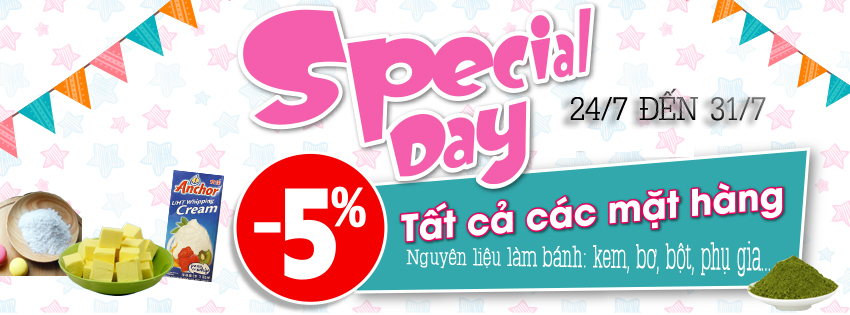 Special
Day
24/7 ĐẾN 31/7
-5%
Tất cả các mặt hàng
Nguyên liệu làm bánh: kem, bơ, bột, phụ gia...
Anchor
UHT Whipping
Cream